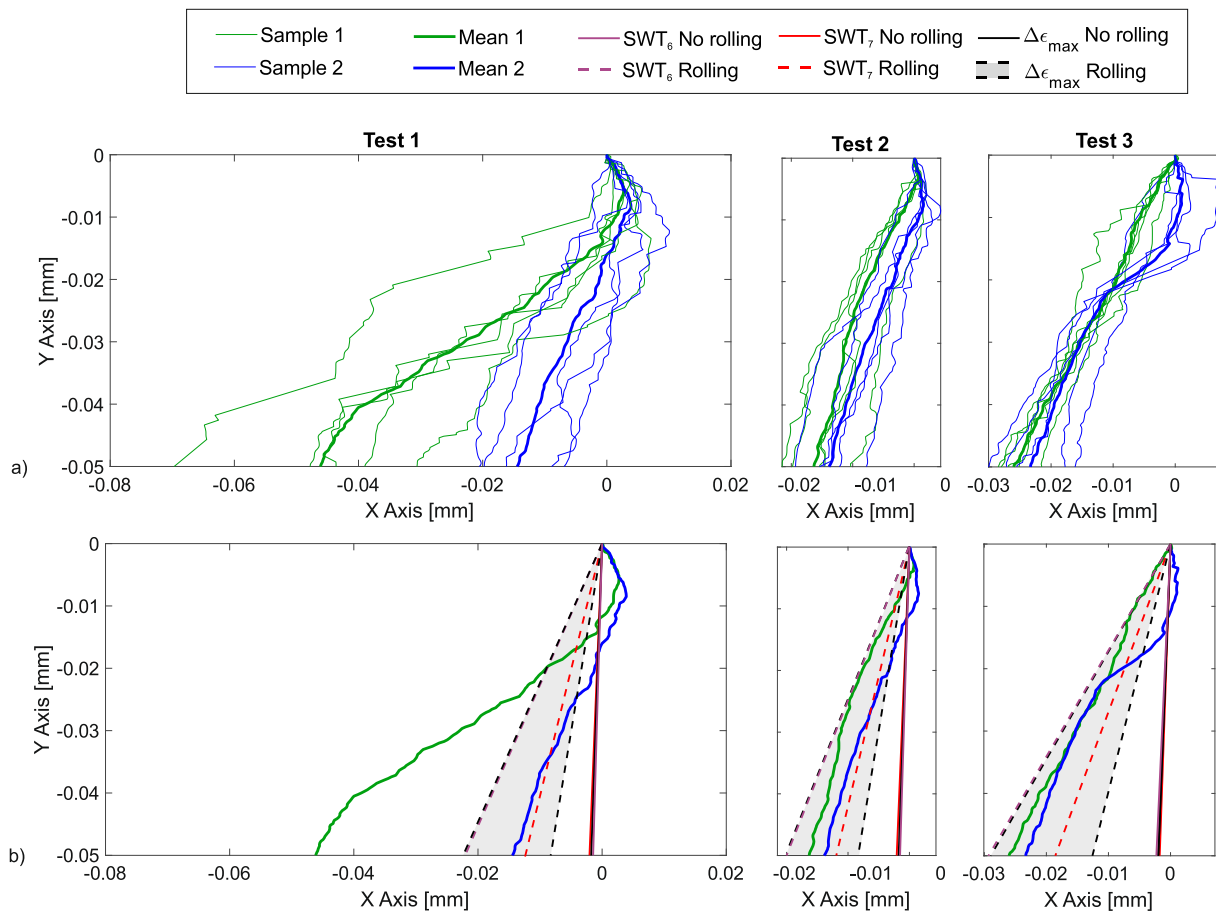 Sample 1 Mean 1 SWT6 No rolling SWT7 No rolling Δϵmax No rolling
Sample 2 Mean 2 SWT6 Rolling SWT7 Rolling Δϵmax Rolling
Test 1 Test 2 Test 3
0
-0.01
-0.02
-0.03
-0.04
-0.05
Y Axis [mm]
a)
-0.08 -0.06 -0.04 -0.02 0 0.02 -0.02 -0.01 0 -0.03 -0.02 -0.01 0
X Axis [mm] X Axis [mm] X Axis [mm]
0
-0.01
-0.02
-0.03
-0.04
-0.05
Y Axis [mm]
b)
-0.08 -0.06 -0.04 -0.02 0 0.02 -0.02 -0.01 0 -0.03 -0.02 -0.01 0
X Axis [mm] X Axis [mm] X Axis [mm]